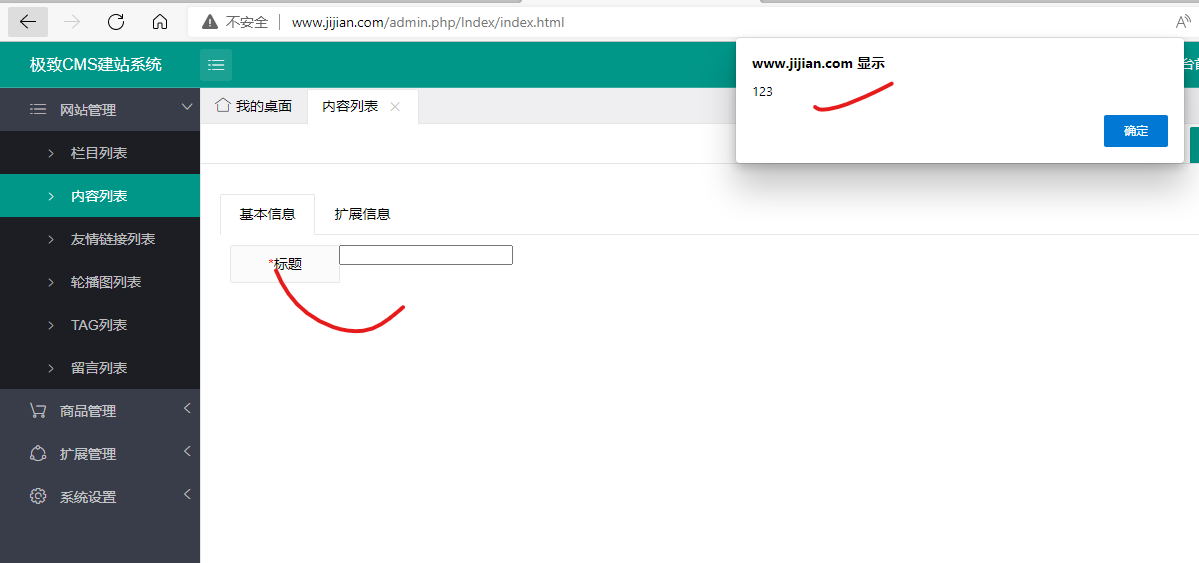 不安全 www.jijian.com/admin.php/Index/index.html A
极致CMS建站系统
www.jijian.com 显示
123
确定
网站管理
我的桌面 内容列表
栏目列表
内容列表
友情链接列表
轮播图列表
TAG列表
留言列表
商品管理
扩展管理
系统设置
基本信息 扩展信息
*标题